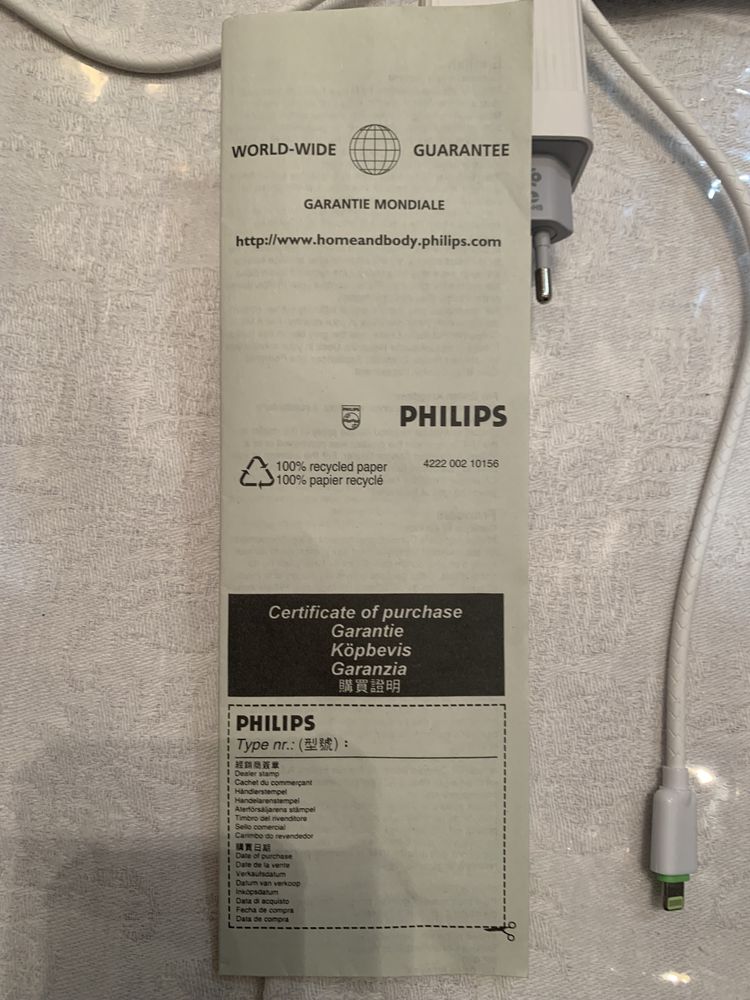 WORLD-WIDE GUARANTEE
GARANTIE MONDIALE
http://www.homeandbody.philips.com
PHILIPS
PHILIPS
4222 002 10156
100% recycled paper
100% papier recyclé
Certificate of purchase
Garantie
Köpbevis
Garanzia
購買證明
PHILIPS
Type nr.: (型號) :
經銷商簽章
Dealer stamp
Cachet du commerçant
Händlerstempel
Handelarenstempel
Återförsäljarens stämpel
Timbro del rivenditore
Sello comercial
Carimbo do revendedor
購買日期
Date of purchase
Date de la vente
Verkaufsdatum
Datum van verkoop
Inköpsdatum
Data di acquisto
Fecha de compra
Data de compra